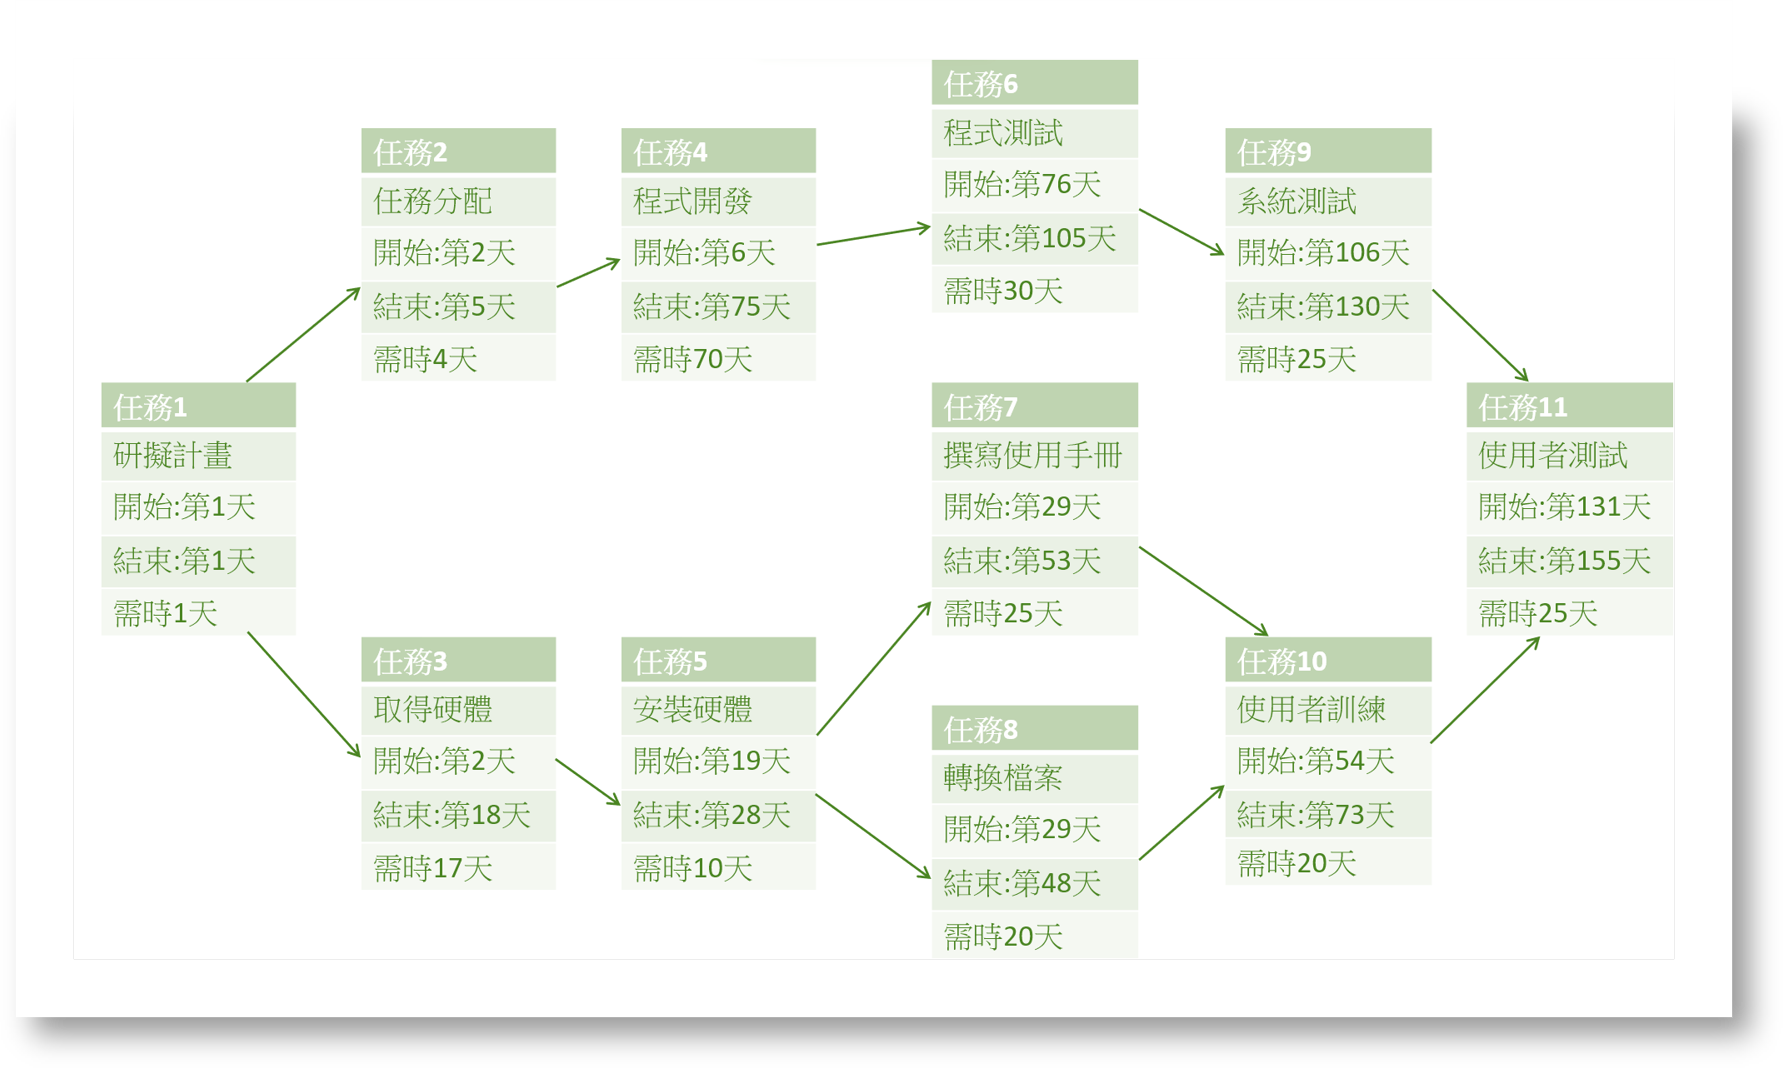 任務1
研擬計畫
開始:第1天
結束:第1天
需時1天
任務2
任務分配
開始:第2天
結束:第5天
需時4天
任務3
取得硬體
開始:第2天
結束:第18天
需時17天
任務4
程式開發
開始:第6天
結束:第75天
需時70天
任務5
安裝硬體
開始:第19天
結束:第28天
需時10天
任務6
程式測試
開始:第76天
結束:第105天
需時30天
任務7
撰寫使用手冊
開始:第29天
結束:第53天
需時25天
任務8
轉換檔案
開始:第29天
結束:第48天
需時20天
任務9
系統測試
開始:第106天
結束:第130天
需時25天
任務10
使用者訓練
開始:第54天
結束:第73天
需時20天
任務11
使用者測試
開始:第131天
結束:第155天
需時25天